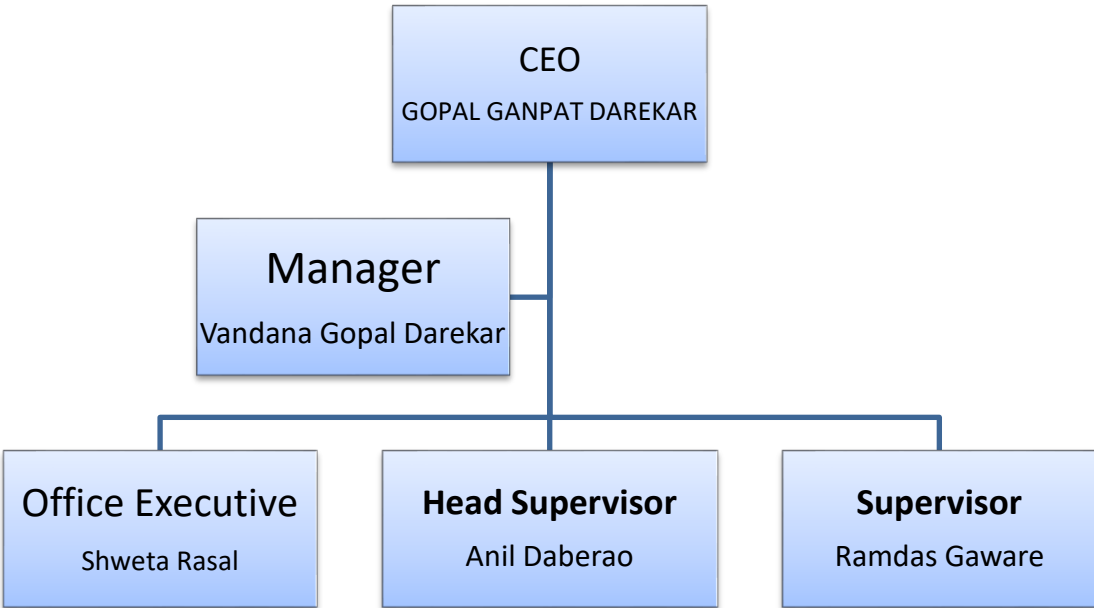 CEO
GOPAL GANPAT DAREKAR
Manager
Vandana Gopal Darekar
Office Executive
Shweta Rasal
Head Supervisor
Anil Daberao
Supervisor
Ramdas Gaware